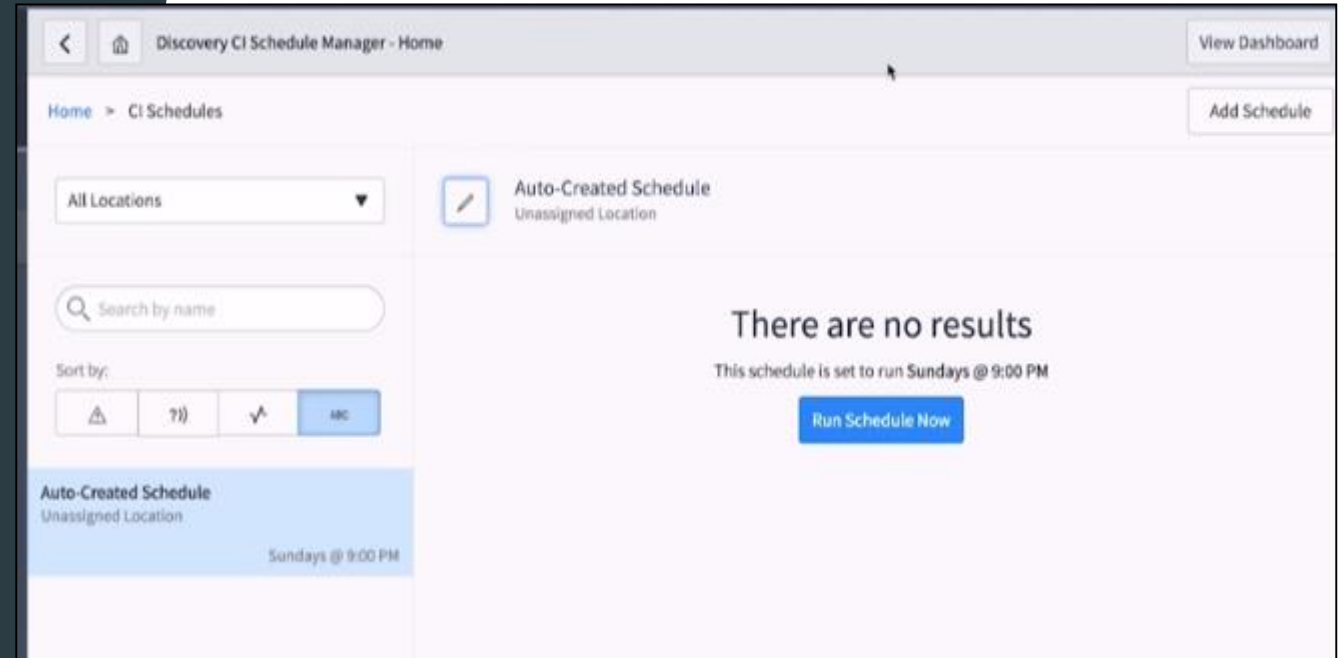 Discovery CI Schedule Manager - Home
View Dashboard
Home > CI Schedules
Add Schedule
All Locations
Auto-Created Schedule
Unassigned Location
Search by name
There are no results
This schedule is set to run Sundays @ 9:00 PM
Sort by:
?))
ABC
Run Schedule Now
Auto-Created Schedule
Unassigned Location
Sundays @ 9:00 PM